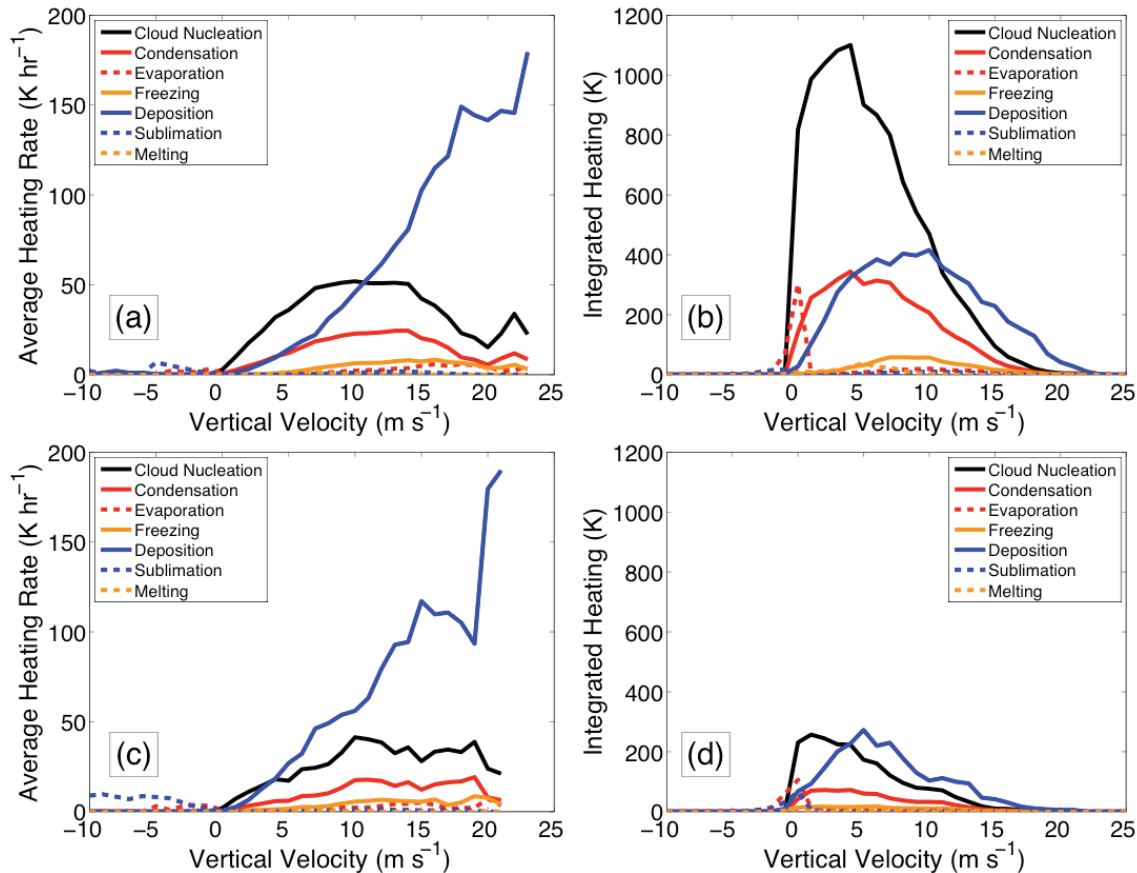 200
150
100
50
0
Average Heating Rate (K hr⁻¹)
Cloud Nucleation
Condensation
Evaporation
Freezing
Deposition
Sublimation
Melting
(a)
−10 −5 0 5 10 15 20 25
Vertical Velocity (m s⁻¹)
1200
1000
800
600
400
200
0
Integrated Heating (K)
Cloud Nucleation
Condensation
Evaporation
Freezing
Deposition
Sublimation
Melting
(b)
−10 −5 0 5 10 15 20 25
Vertical Velocity (m s⁻¹)
200
150
100
50
0
Average Heating Rate (K hr⁻¹)
Cloud Nucleation
Condensation
Evaporation
Freezing
Deposition
Sublimation
Melting
(c)
−10 −5 0 5 10 15 20 25
Vertical Velocity (m s⁻¹)
1200
1000
800
600
400
200
0
Integrated Heating (K)
Cloud Nucleation
Condensation
Evaporation
Freezing
Deposition
Sublimation
Melting
(d)
−10 −5 0 5 10 15 20 25
Vertical Velocity (m s⁻¹)